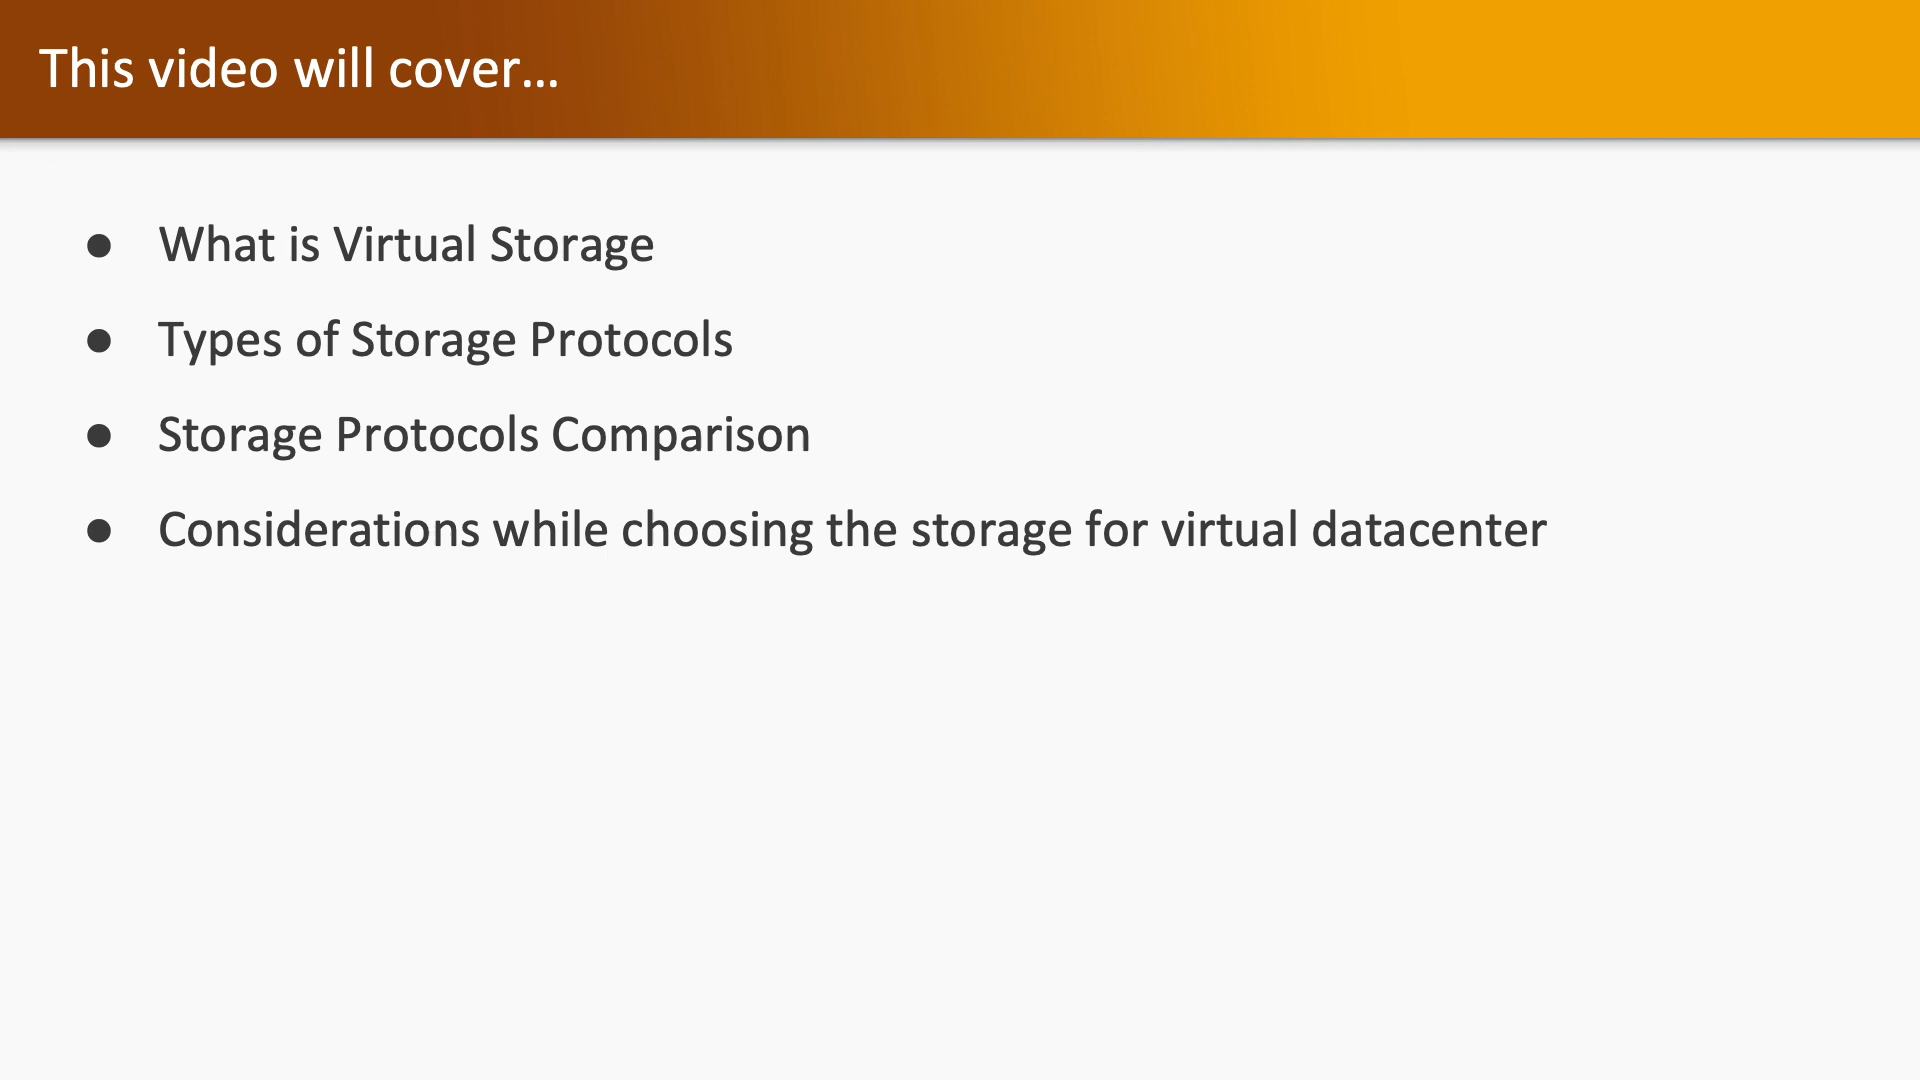 This video will cover...
● What is Virtual Storage
● Types of Storage Protocols
● Storage Protocols Comparison
● Considerations while choosing the storage for virtual datacenter